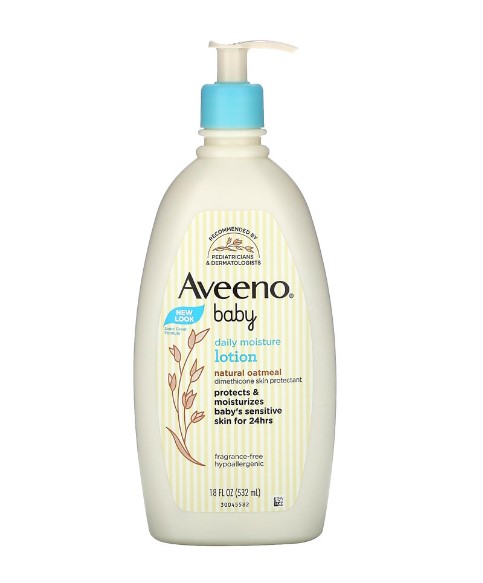 RECOMMENDED BY
PEDIATRICIANS
& DERMATOLOGISTS
Aveeno®
baby
NEW
LOOK
daily moisture
lotion
natural oatmeal
dimethicone skin protectant
protects &
moisturizes
baby's sensitive
skin for 24hrs
fragrance-free
hypoallergenic
18 FL OZ (532 mL)
30045582